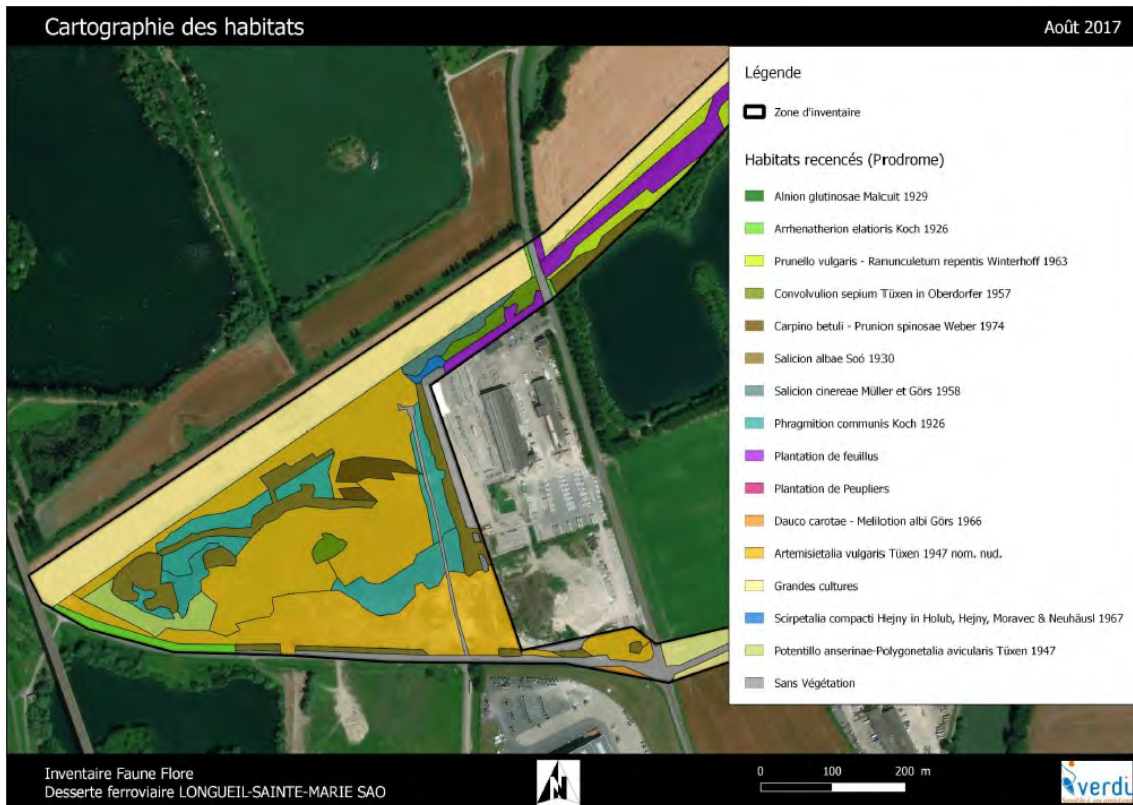 Cartographie des habitats
Août 2017
Légende
Zone d'inventaire
Habitats recencés (Prodrome)
Alnion glutinosae Malcuit 1929
Arrhenatherion elatioris Koch 1926
Prunello vulgaris - Ranunculetum repentis Winterhoff 1963
Convolvulion sepium Tüxen in Oberdorfer 1957
Carpino betuli - Prunion spinosae Weber 1974
Salicion albae Soó 1930
Salicion cinereae Müller et Görs 1958
Phragmition communis Koch 1926
Plantation de feuillus
Plantation de Peupliers
Dauco carotae - Melilotion albi Görs 1966
Artemisietalia vulgaris Tüxen 1947 nom. nud.
Grandes cultures
Scirpetalia compacti Hejny in Holub, Hejny, Moravec & Neuhäusl 1967
Potentillo anserinae-Polygonetalia avicularis Tüxen 1947
Sans Végétation
Inventaire Faune Flore
Desserte ferroviaire LONGUEIL-SAINTE-MARIE SAO
N
0 100 200 m
verdi